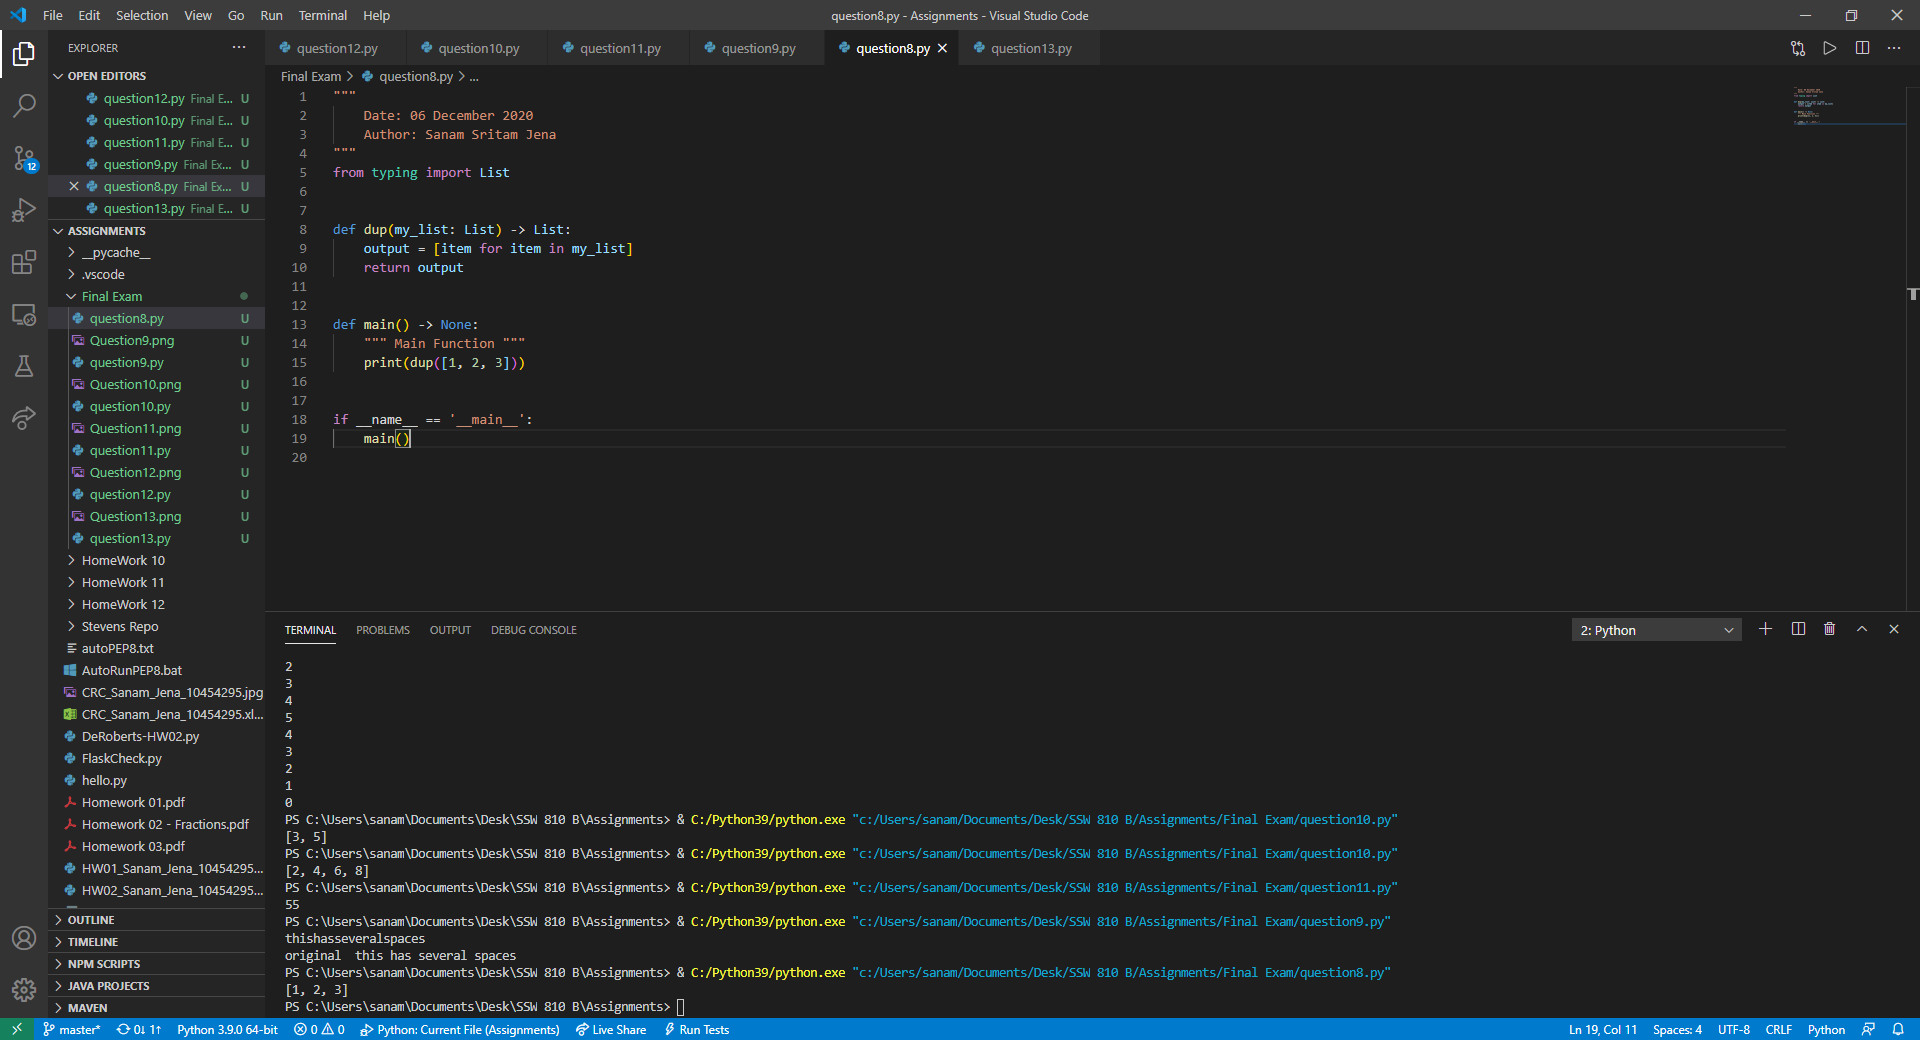 File Edit Selection View Go Run Terminal Help
question8.py - Assignments - Visual Studio Code
EXPLORER
OPEN EDITORS
question12.py Final E... U
question10.py Final E... U
question11.py Final E... U
question9.py Final Ex... U
question8.py Final Ex... U
question13.py Final E... U
ASSIGNMENTS
__pycache__
.vscode
Final Exam
question8.py U
Question9.png U
question9.py U
Question10.png U
question10.py U
Question11.png U
question11.py U
Question12.png U
question12.py U
Question13.png U
question13.py U
HomeWork 10
HomeWork 11
HomeWork 12
Stevens Repo
autoPEP8.txt
AutoRunPEP8.bat
CRC_Sanam_Jena_10454295.jpg
CRC_Sanam_Jena_10454295.xl...
DeRoberts-HW02.py
FlaskCheck.py
hello.py
Homework 01.pdf
Homework 02 - Fractions.pdf
Homework 03.pdf
HW01_Sanam_Jena_10454295...
HW02_Sanam_Jena_10454295...
OUTLINE
TIMELINE
NPM SCRIPTS
JAVA PROJECTS
MAVEN
12
question12.py question10.py question11.py question9.py question8.py question13.py
Final Exam > question8.py > ...
1 """
2     Date: 06 December 2020
3     Author: Sanam Sritam Jena
4 """
5 from typing import List
6
7
8 def dup(my_list: List) -> List:
9     output = [item for item in my_list]
10     return output
11
12
13 def main() -> None:
14     """ Main Function """
15     print(dup([1, 2, 3]))
16
17
18 if __name__ == '__main__':
19     main()
20
TERMINAL PROBLEMS OUTPUT DEBUG CONSOLE
2: Python
2
3
4
5
4
3
2
1
0
PS C:\Users\sanam\Documents\Desk\SSW 810 B\Assignments> & C:/Python39/python.exe "c:/Users/sanam/Documents/Desk/SSW 810 B/Assignments/Final Exam/question10.py"
[3, 5]
PS C:\Users\sanam\Documents\Desk\SSW 810 B\Assignments> & C:/Python39/python.exe "c:/Users/sanam/Documents/Desk/SSW 810 B/Assignments/Final Exam/question10.py"
[2, 4, 6, 8]
PS C:\Users\sanam\Documents\Desk\SSW 810 B\Assignments> & C:/Python39/python.exe "c:/Users/sanam/Documents/Desk/SSW 810 B/Assignments/Final Exam/question11.py"
55
PS C:\Users\sanam\Documents\Desk\SSW 810 B\Assignments> & C:/Python39/python.exe "c:/Users/sanam/Documents/Desk/SSW 810 B/Assignments/Final Exam/question9.py"
thishasseveralspaces
original  this has several spaces
PS C:\Users\sanam\Documents\Desk\SSW 810 B\Assignments> & C:/Python39/python.exe "c:/Users/sanam/Documents/Desk/SSW 810 B/Assignments/Final Exam/question8.py"
[1, 2, 3]
PS C:\Users\sanam\Documents\Desk\SSW 810 B\Assignments>
master* 0↓ 1↑ Python 3.9.0 64-bit 0 0 Python: Current File (Assignments) Live Share Run Tests
Ln 19, Col 11 Spaces: 4 UTF-8 CRLF Python